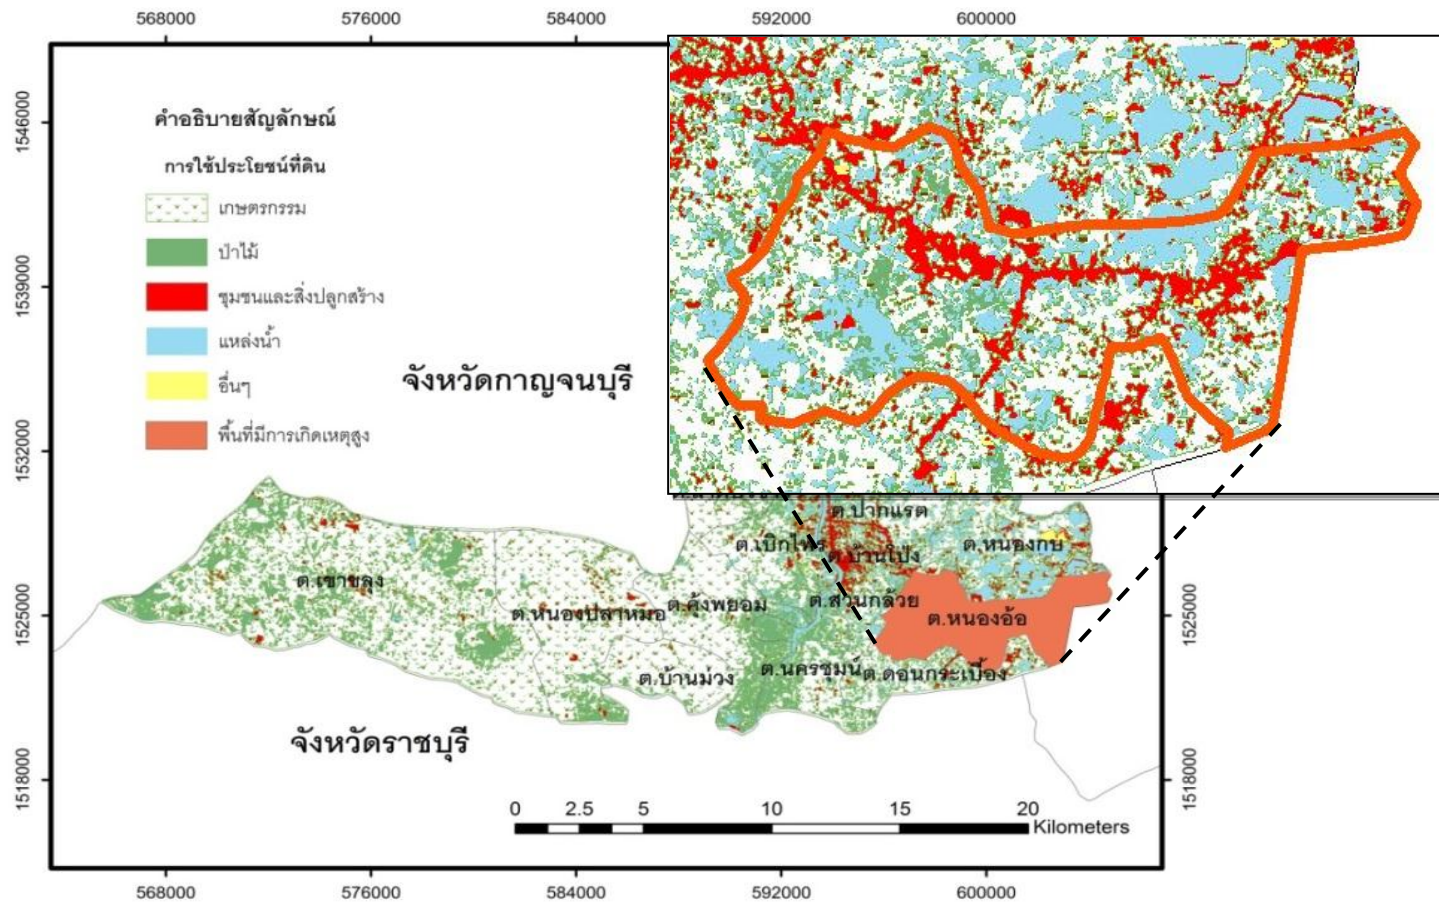 568000 576000 584000 592000 600000
1546000
1539000
1532000
1525000
1518000
คำอธิบายสัญลักษณ์
การใช้ประโยชน์ที่ดิน
เกษตรกรรม
ป่าไม้
ชุมชนและสิ่งปลูกสร้าง
แหล่งน้ำ
อื่นๆ
พื้นที่มีการเกิดเหตุสูง
จังหวัดกาญจนบุรี
ต.ปากแรต
ต.เบิกไพร
ต.บ้านโป่ง
ต.หนองกบ
ต.เขาขลุง
ต.หนองปลาหมอ
ต.คุ้งพยอม
ต.สวนกล้วย
ต.หนองอ้อ
ต.บ้านม่วง
ต.นครชุมน์
ต.ดอนกระเบื้อง
จังหวัดราชบุรี
1525000
1518000
0 2.5 5 10 15 20
Kilometers
568000 576000 584000 592000 600000